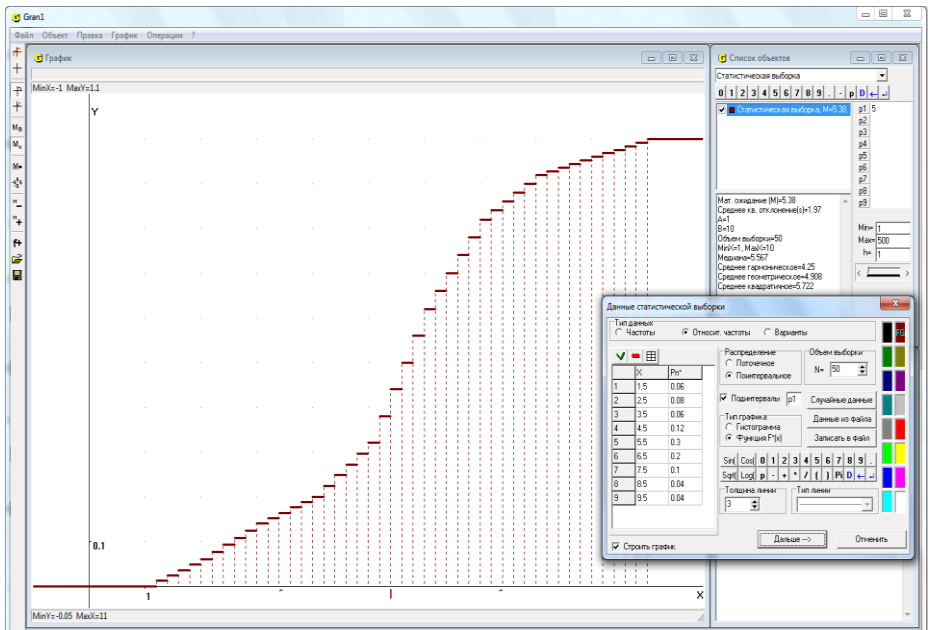 Gran1
Файл Объект Правка График Операции ?
График
MinX=-1 MaxY=1.1
Y
0.1
1
X
MinY=-0.05 MaxX=11
Список объектов
Статистическая выборка
0 1 2 3 4 5 6 7 8 9 . - p D ← ↵
Статистическая выборка, M=5.38,
p1 5
p2
p3
p4
p5
p6
p7
p8
p9
Мат. ожидание (M)=5.38
Среднее кв. отклонение(s)=1.97
A=1
B=10
Объем выборки=50
MinX=1, MaxX=10
Медиана=5.567
Среднее гармоническое=4.25
Среднее геометрическое=4.908
Среднее квадратичное=5.722
Min= 1
Max= 500
h= 1
Данные статистической выборки
Тип данных
Частоты Относит. частоты Варианты
X Pn*
1 1.5 0.06
2 2.5 0.08
3 3.5 0.06
4 4.5 0.12
5 5.5 0.3
6 6.5 0.2
7 7.5 0.1
8 8.5 0.04
9 9.5 0.04
Строить график
Распределение
Поточечное
Поинтервальное
Объем выборки
N= 50
Подинтервалы p1
Случайные данные
Тип графика
Гистограмма
Функция F*(x)
Данные из файла
Записать в файл
Sin( Cos( 0 1 2 3 4 5 6 7 8 9 .
Sqrt( Log( p - + * / ( ) Pi D ← ↵
Толщина линии
3
Тип линии
Дальше -->
Отменить